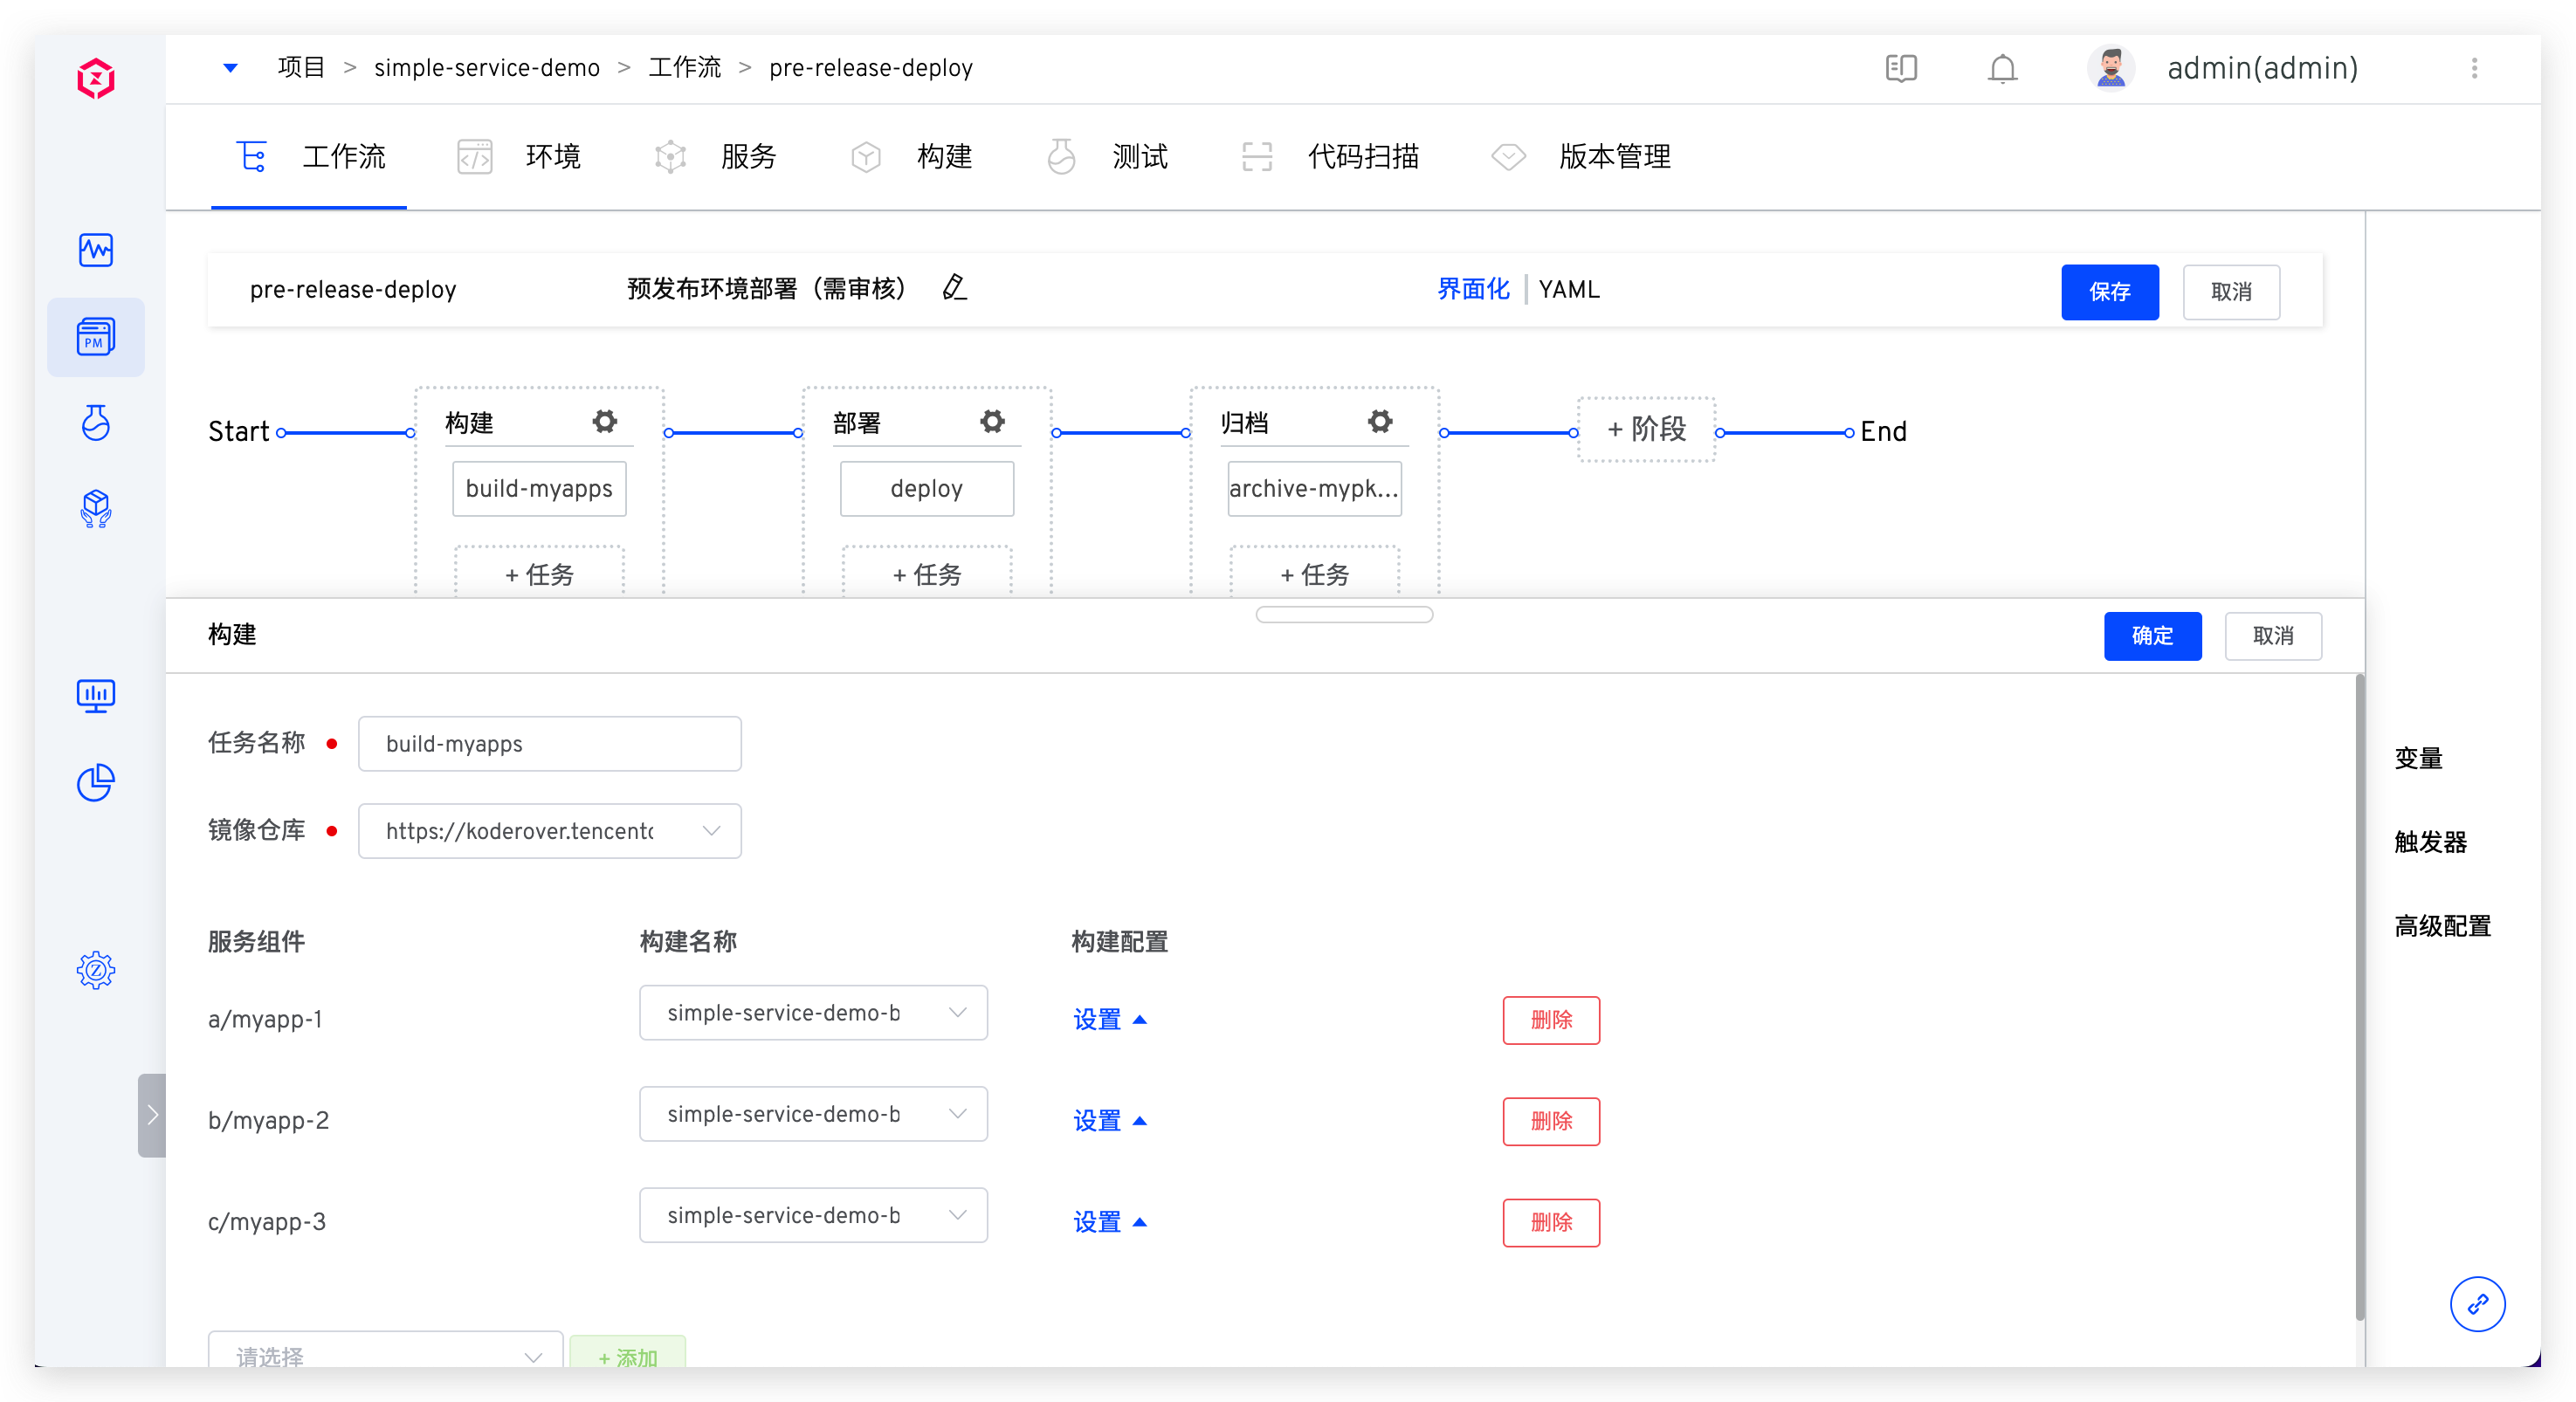 项目 > simple-service-demo > 工作流 > pre-release-deploy
admin(admin)
工作流 环境 服务 构建 测试 代码扫描 版本管理
PM
pre-release-deploy 预发布环境部署（需审核） 界面化 | YAML 保存 取消
Start 构建 部署 归档 + 阶段 End
build-myapps deploy archive-mypk...
+ 任务 + 任务 + 任务
构建 确定 取消
任务名称 build-myapps
变量
镜像仓库 https://koderover.tencentc
触发器
高级配置
服务组件 构建名称 构建配置
a/myapp-1 simple-service-demo-b 设置 删除
b/myapp-2 simple-service-demo-b 设置 删除
c/myapp-3 simple-service-demo-b 设置 删除
请选择 + 添加